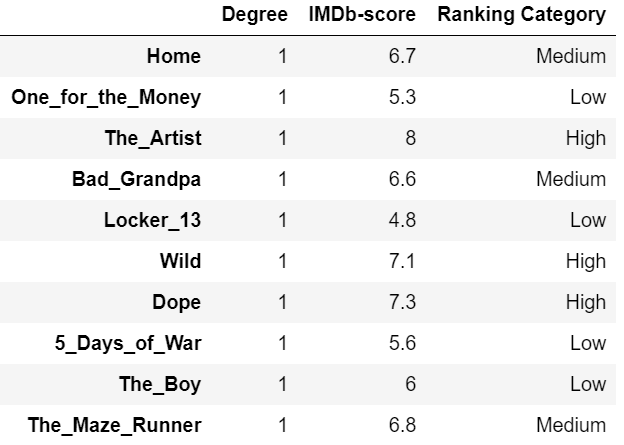 Degree IMDb-score Ranking Category
Home 1 6.7 Medium
One_for_the_Money 1 5.3 Low
The_Artist 1 8 High
Bad_Grandpa 1 6.6 Medium
Locker_13 1 4.8 Low
Wild 1 7.1 High
Dope 1 7.3 High
5_Days_of_War 1 5.6 Low
The_Boy 1 6 Low
The_Maze_Runner 1 6.8 Medium